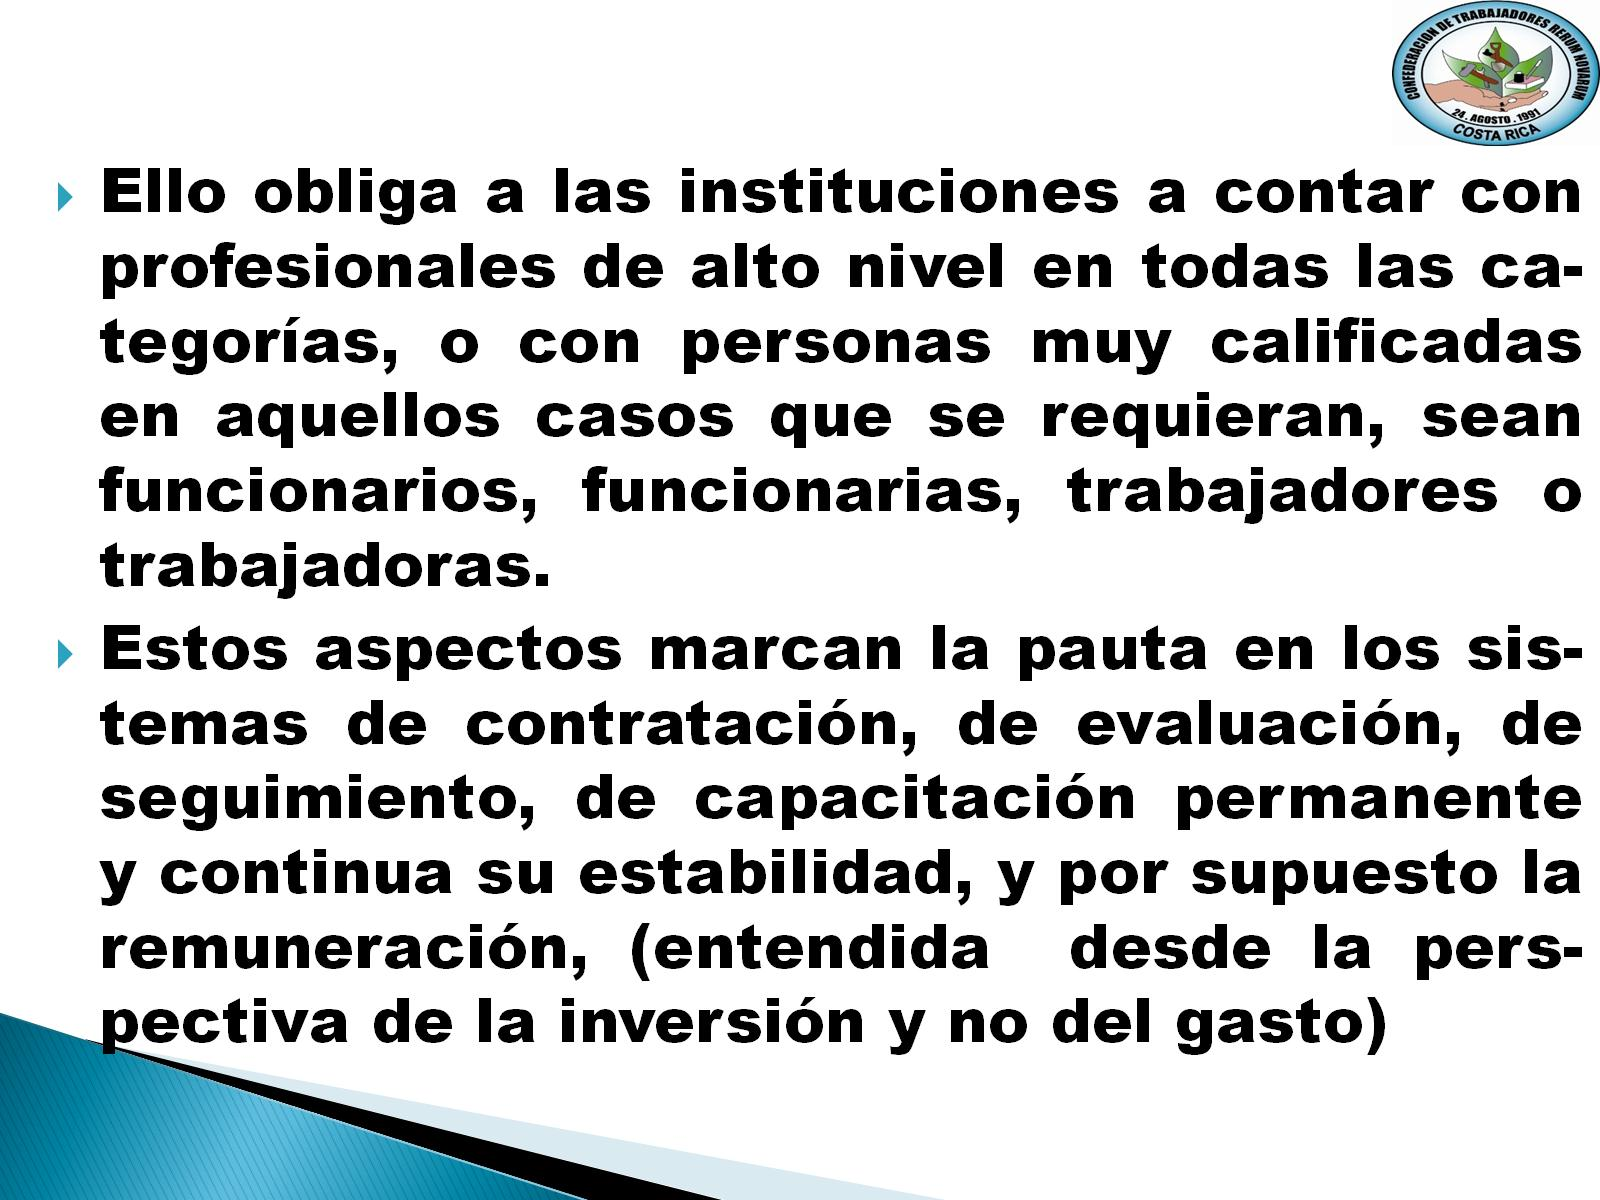 CONFEDERACION DE TRABAJADORES RERUM NOVARUM
24 . AGOSTO . 1991
COSTA RICA
Ello obliga a las instituciones a contar con
profesionales de alto nivel en todas las ca-
tegorías, o con personas muy calificadas
en aquellos casos que se requieran, sean
funcionarios, funcionarias, trabajadores o
trabajadoras.
Estos aspectos marcan la pauta en los sis-
temas de contratación, de evaluación, de
seguimiento, de capacitación permanente
y continua su estabilidad, y por supuesto la
remuneración, (entendida desde la pers-
pectiva de la inversión y no del gasto)